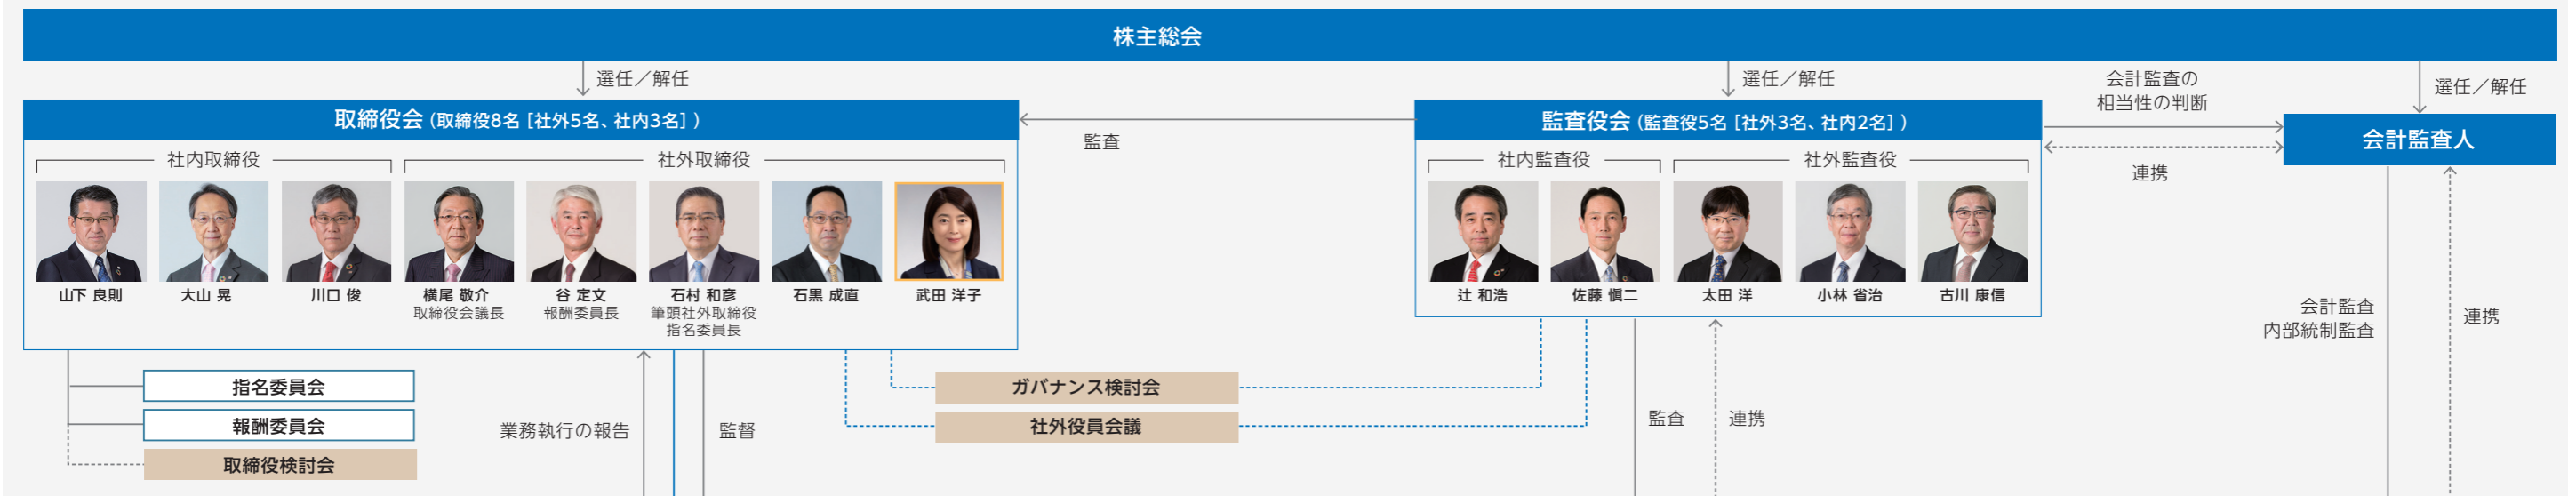 株主総会
選任／解任
選任／解任
会計監査の
相当性の判断
選任／解任
取締役会（取締役8名［社外5名、社内3名］）
監査
監査役会（監査役5名［社外3名、社内2名］）
会計監査人
連携
社内取締役
社外取締役
社内監査役
社外監査役
山下 良則
大山 晃
川口 俊
横尾 敬介
取締役会議長
谷 定文
報酬委員長
石村 和彦
筆頭社外取締役
指名委員長
石黒 成直
武田 洋子
辻 和浩
佐藤 愼二
太田 洋
小林 省治
古川 康信
会計監査
内部統制監査
連携
指名委員会
報酬委員会
取締役検討会
業務執行の報告
監督
ガバナンス検討会
社外役員会議
監査
連携